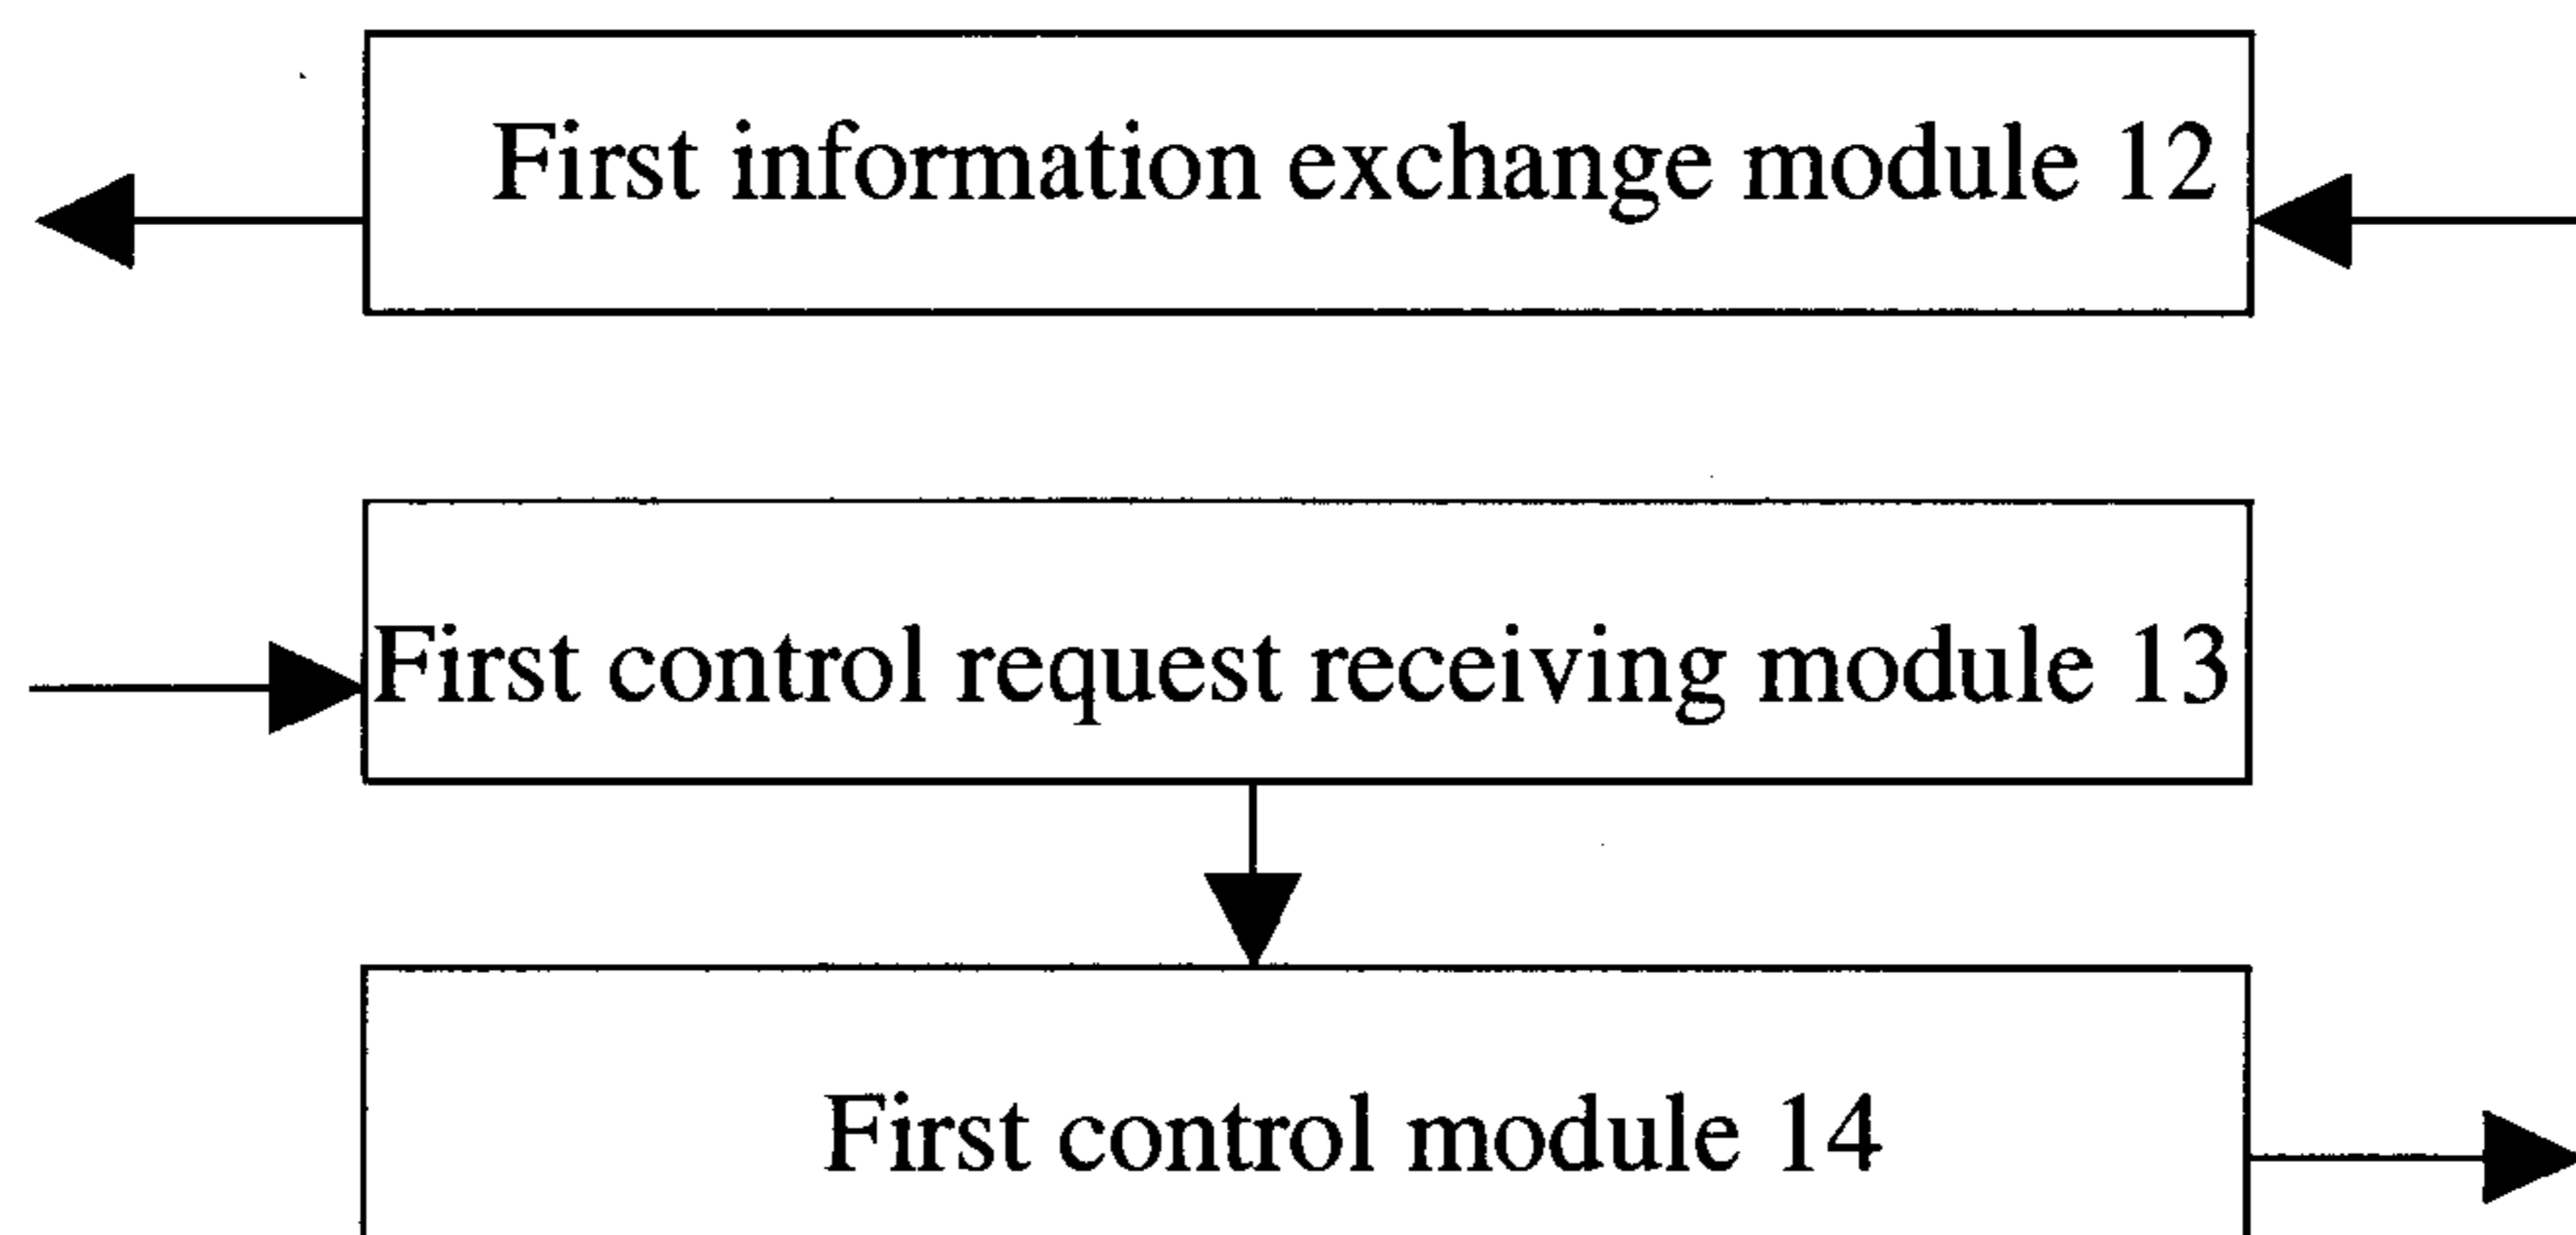 First information exchange module 12
First control request receiving module 13
First control module 14